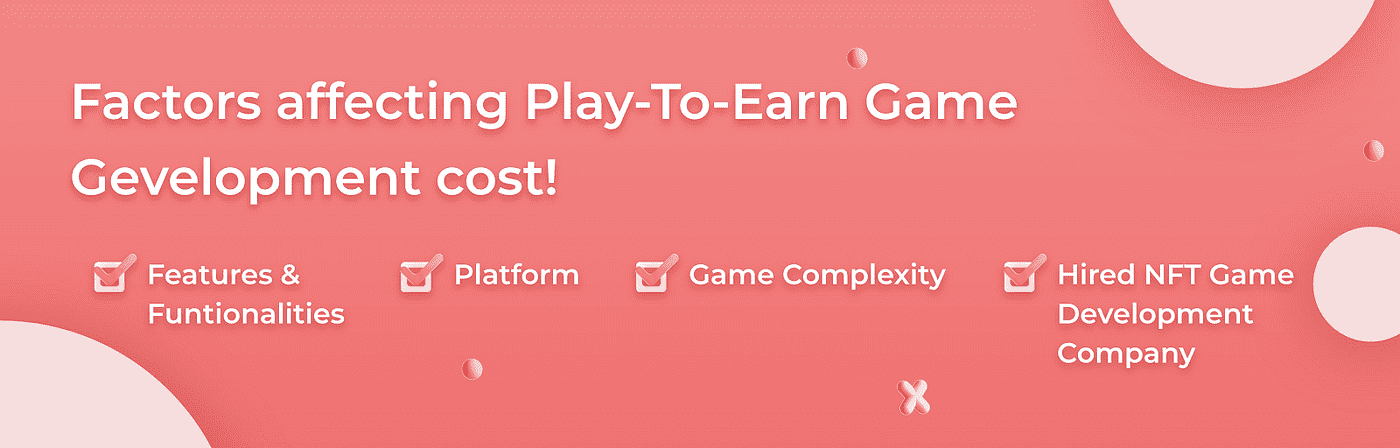 Factors affecting Play-To-Earn Game
Gevelopment cost!
Features &
Funtionalities
Platform
Game Complexity
Hired NFT Game
Development
Company